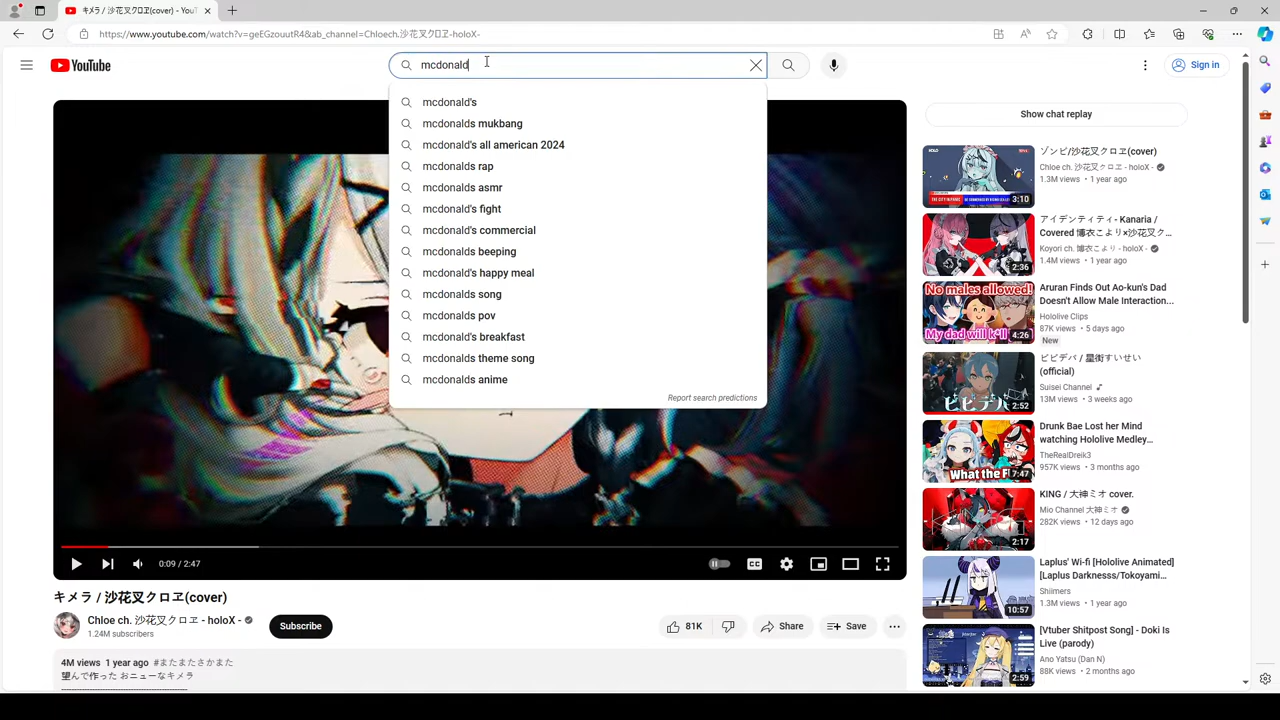 キメラ / 沙花叉クロヱ(cover) - YouT
https://www.youtube.com/watch?v=geEGzouutR4&ab_channel=Chloech.沙花叉クロヱ-holoX-
YouTube
mcdonald
Sign in
mcdonald's
mcdonalds mukbang
mcdonald's all american 2024
mcdonalds rap
mcdonalds asmr
mcdonald's fight
mcdonald's commercial
mcdonalds beeping
mcdonald's happy meal
mcdonalds song
mcdonalds pov
mcdonald's breakfast
mcdonalds theme song
mcdonalds anime
Report search predictions
0:09 / 2:47
キメラ / 沙花叉クロヱ(cover)
Chloe ch. 沙花叉クロヱ - holoX -
1.24M subscribers
Subscribe
81K
Share
Save
4M views 1 year ago #またまたさかまた
望んで作った おニューなキメラ
Show chat replay
ゾンビ/沙花叉クロヱ(cover)
Chloe ch. 沙花叉クロヱ - holoX -
1.3M views • 1 year ago
3:10
アイデンティティ- Kanaria /
Covered 博衣こより×沙花叉ク...
Koyori ch. 博衣こより - holoX -
1.4M views • 1 year ago
2:36
No males allowed!
My dad will k*ll
4:26
Aruran Finds Out Ao-kun's Dad
Doesn't Allow Male Interaction...
Hololive Clips
87K views • 5 days ago
New
ビビデバ / 星街すいせい
(official)
Suisei Channel
13M views • 3 weeks ago
ビビデバ
2:52
Drunk Bae Lost her Mind
watching Hololive Medley...
TheRealDreik3
957K views • 3 months ago
What the F
7:47
KING / 大神ミオ cover.
Mio Channel 大神ミオ
282K views • 12 days ago
2:17
Laplus' Wi-fi [Hololive Animated]
[Laplus Darknesss/Tokoyami...
Shiimers
1.3M views • 1 year ago
10:57
[Vtuber Shitpost Song] - Doki Is
Live (parody)
Ano Yatsu (Dan N)
88K views • 2 months ago
2:59